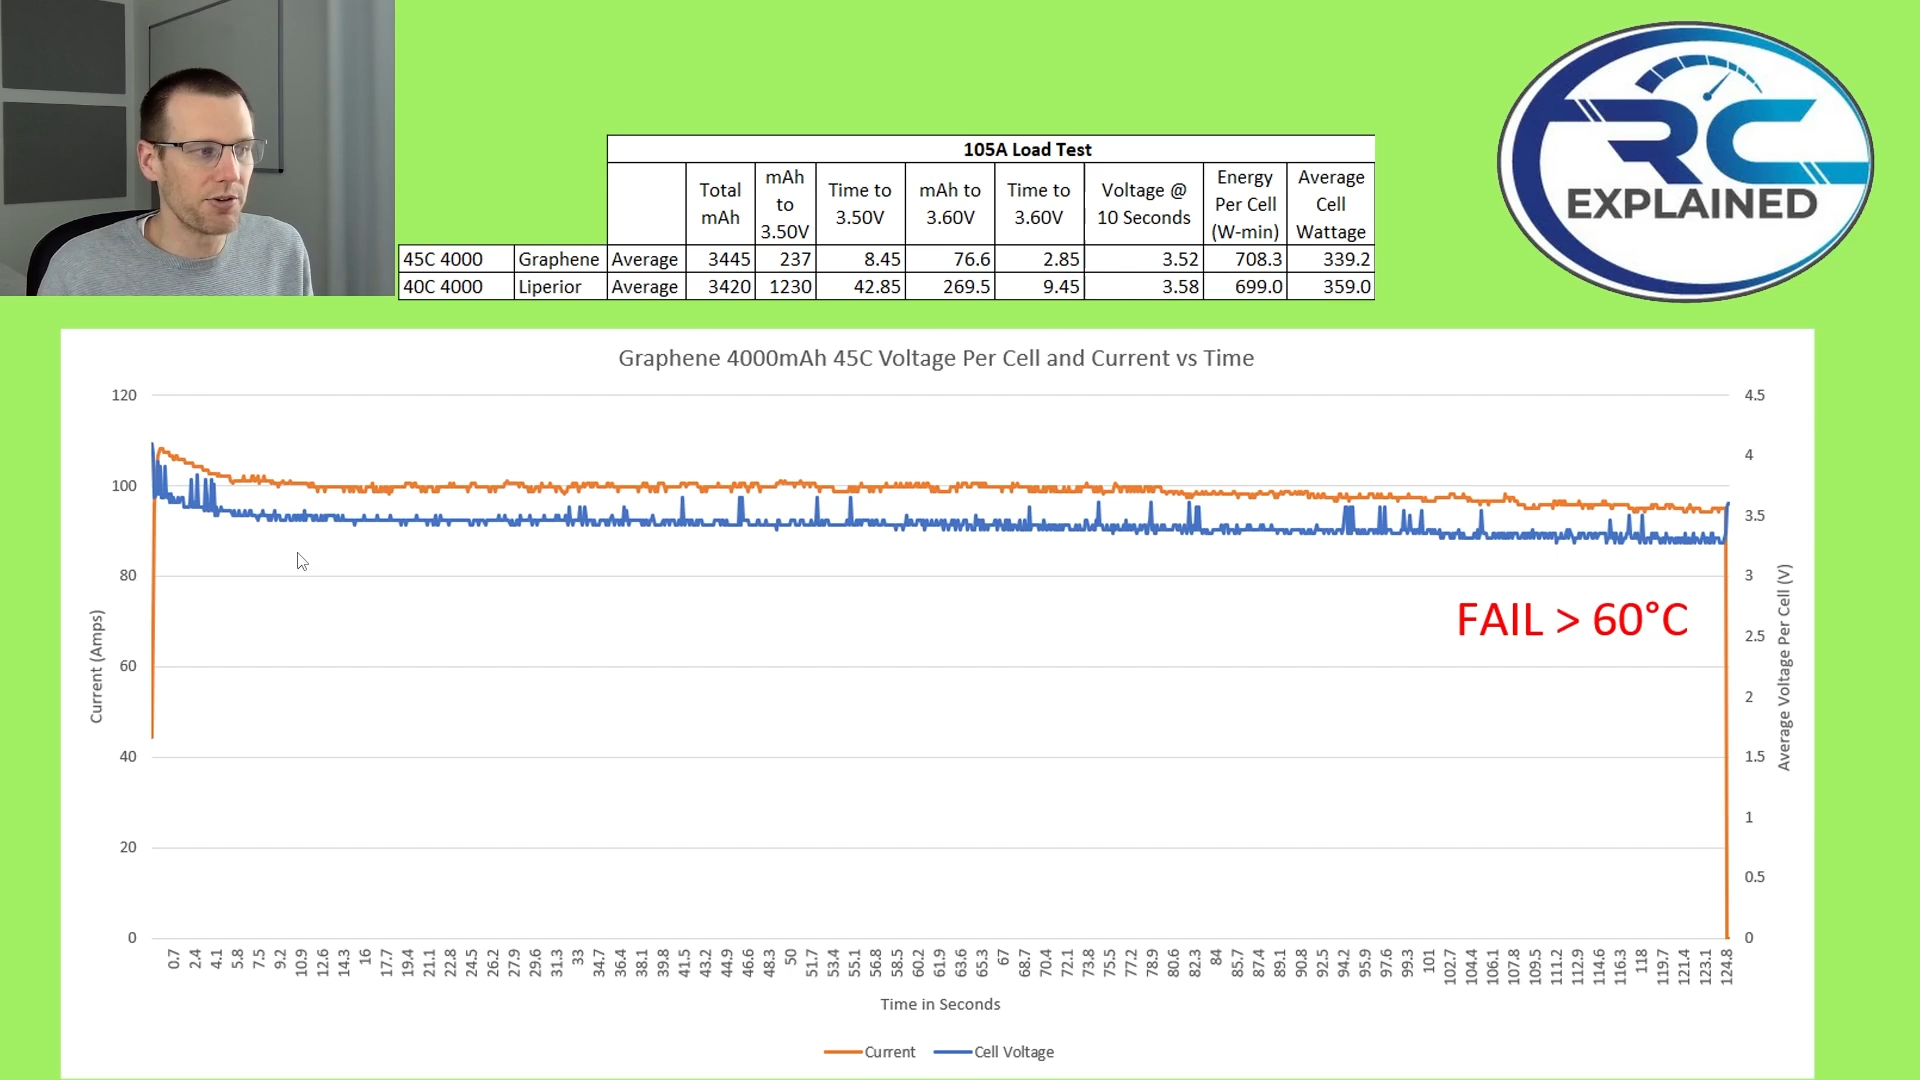 RC
EXPLAINED
105A Load Test
Total mAh	mAh to 3.50V	Time to 3.50V	mAh to 3.60V	Time to 3.60V	Voltage @ 10 Seconds	Energy Per Cell (W-min)	Average Cell Wattage
45C 4000	Graphene	Average	3445	237	8.45	76.6	2.85	3.52	708.3	339.2
40C 4000	Liperior	Average	3420	1230	42.85	269.5	9.45	3.58	699.0	359.0
Graphene 4000mAh 45C Voltage Per Cell and Current vs Time
120
100
80
60
40
20
0
Current (Amps)
4.5
4
3.5
3
2.5
2
1.5
1
0.5
0
Average Voltage Per Cell (V)
FAIL > 60°C
0.7 2.4 4.1 5.8 7.5 9.2 10.9 12.6 14.3 16 17.7 19.4 21.1 22.8 24.5 26.2 27.9 29.6 31.3 33 34.7 36.4 38.1 39.8 41.5 43.2 44.9 46.6 48.3 50 51.7 53.4 55.1 56.8 58.5 60.2 61.9 63.6 65.3 67 68.7 70.4 72.1 73.8 75.5 77.2 78.9 80.6 82.3 84 85.7 87.4 89.1 90.8 92.5 94.2 95.9 97.6 99.3 101 102.7 104.4 106.1 107.8 109.5 111.2 112.9 114.6 116.3 118 119.7 121.4 123.1 124.8
Time in Seconds
Current Cell Voltage